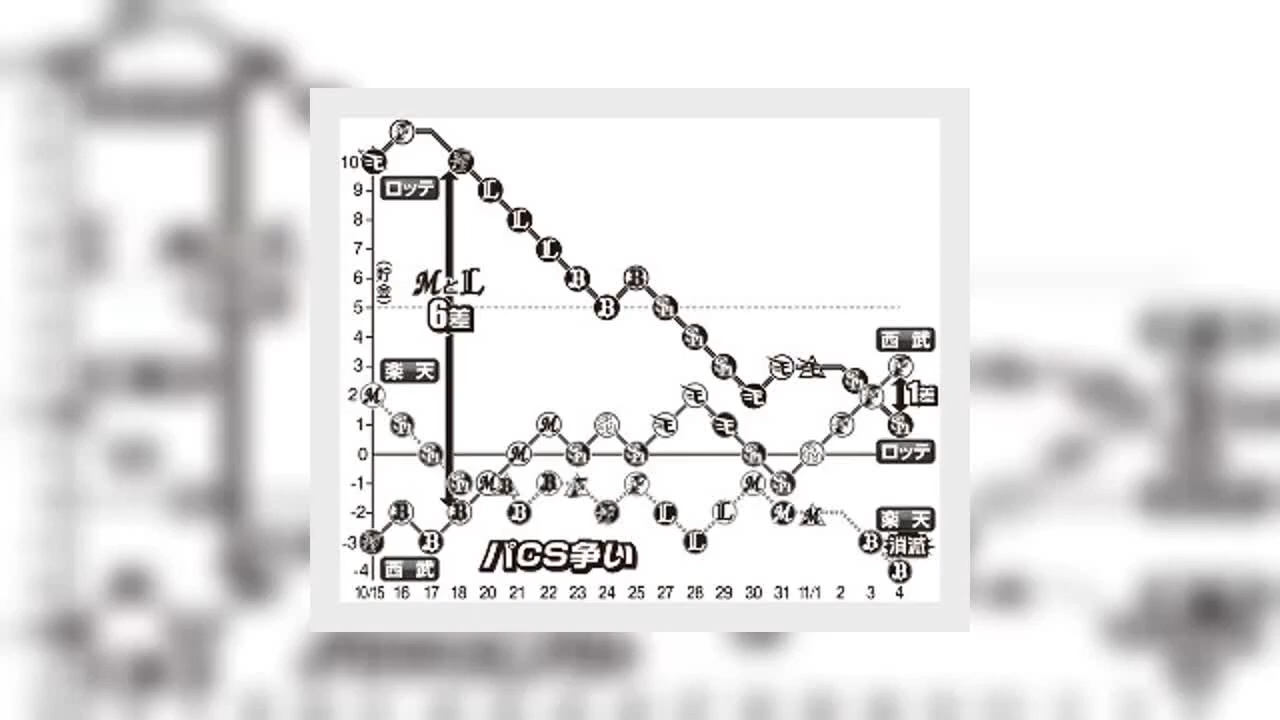 10
9
ロッテ
8
7
(貯金)
6
MとL
5
6差
4
西武
3
楽天
2
1差
1
0
ロッテ
-1
-2
楽天
-3
消滅
西武
パCS争い
-4
10/15 16 17 18 20 21 22 23 24 25 27 28 29 30 31 11/1 2 3 4